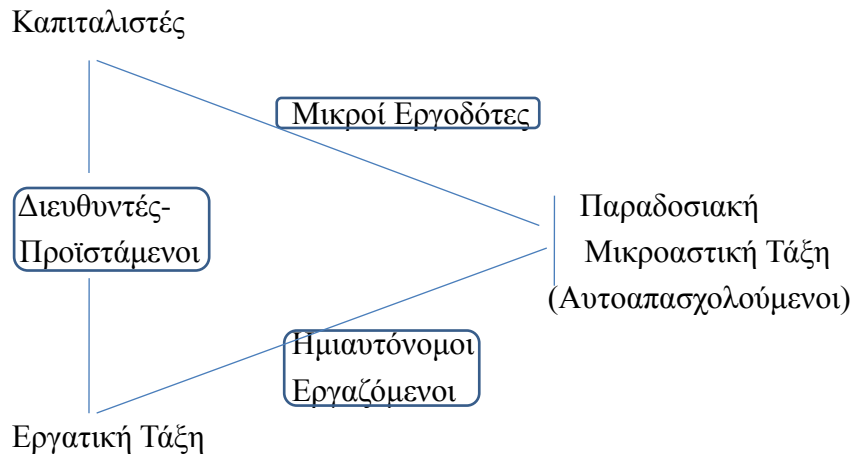 Καπιταλιστές
Μικροί Εργοδότες
Διευθυντές-
Προϊστάμενοι
Παραδοσιακή
Μικροαστική Τάξη
(Αυτοαπασχολούμενοι)
Ημιαυτόνομοι
Εργαζόμενοι
Εργατική Τάξη